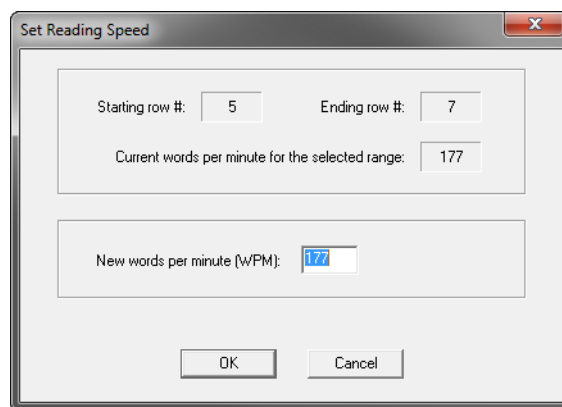 Set Reading Speed
Starting row #: 5 Ending row #: 7
Current words per minute for the selected range: 177
New words per minute (WPM): 177
OK Cancel